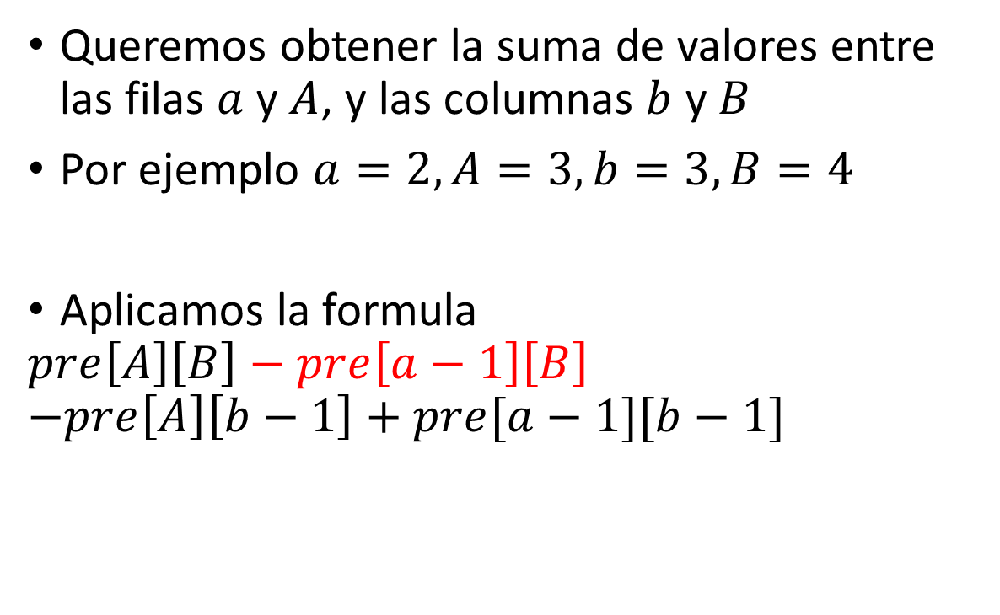 • Queremos obtener la suma de valores entre
las filas a y A, y las columnas b y B
• Por ejemplo a = 2, A = 3, b = 3, B = 4
• Aplicamos la formula
pre[A][B] − pre[a − 1][B]
−pre[A][b − 1] + pre[a − 1][b − 1]